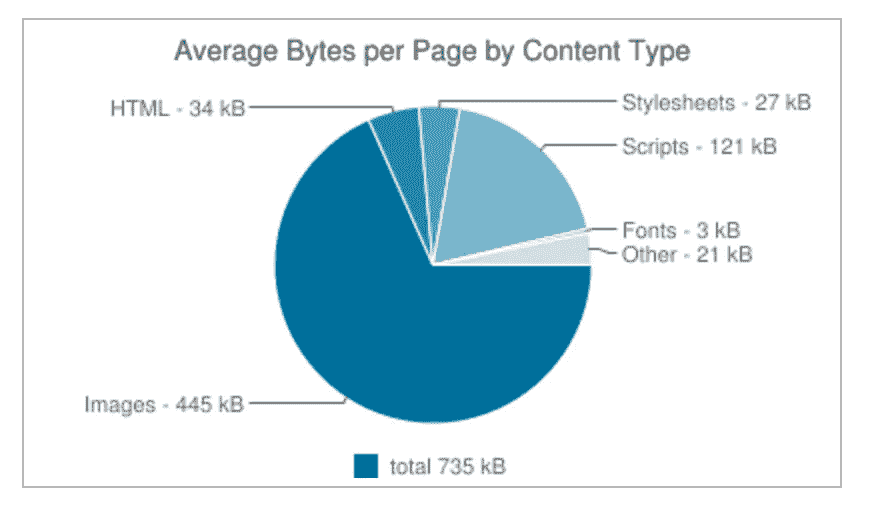 Average Bytes per Page by Content Type
HTML - 34 kB
Stylesheets - 27 kB
Scripts - 121 kB
Fonts - 3 kB
Other - 21 kB
Images - 445 kB
total 735 kB